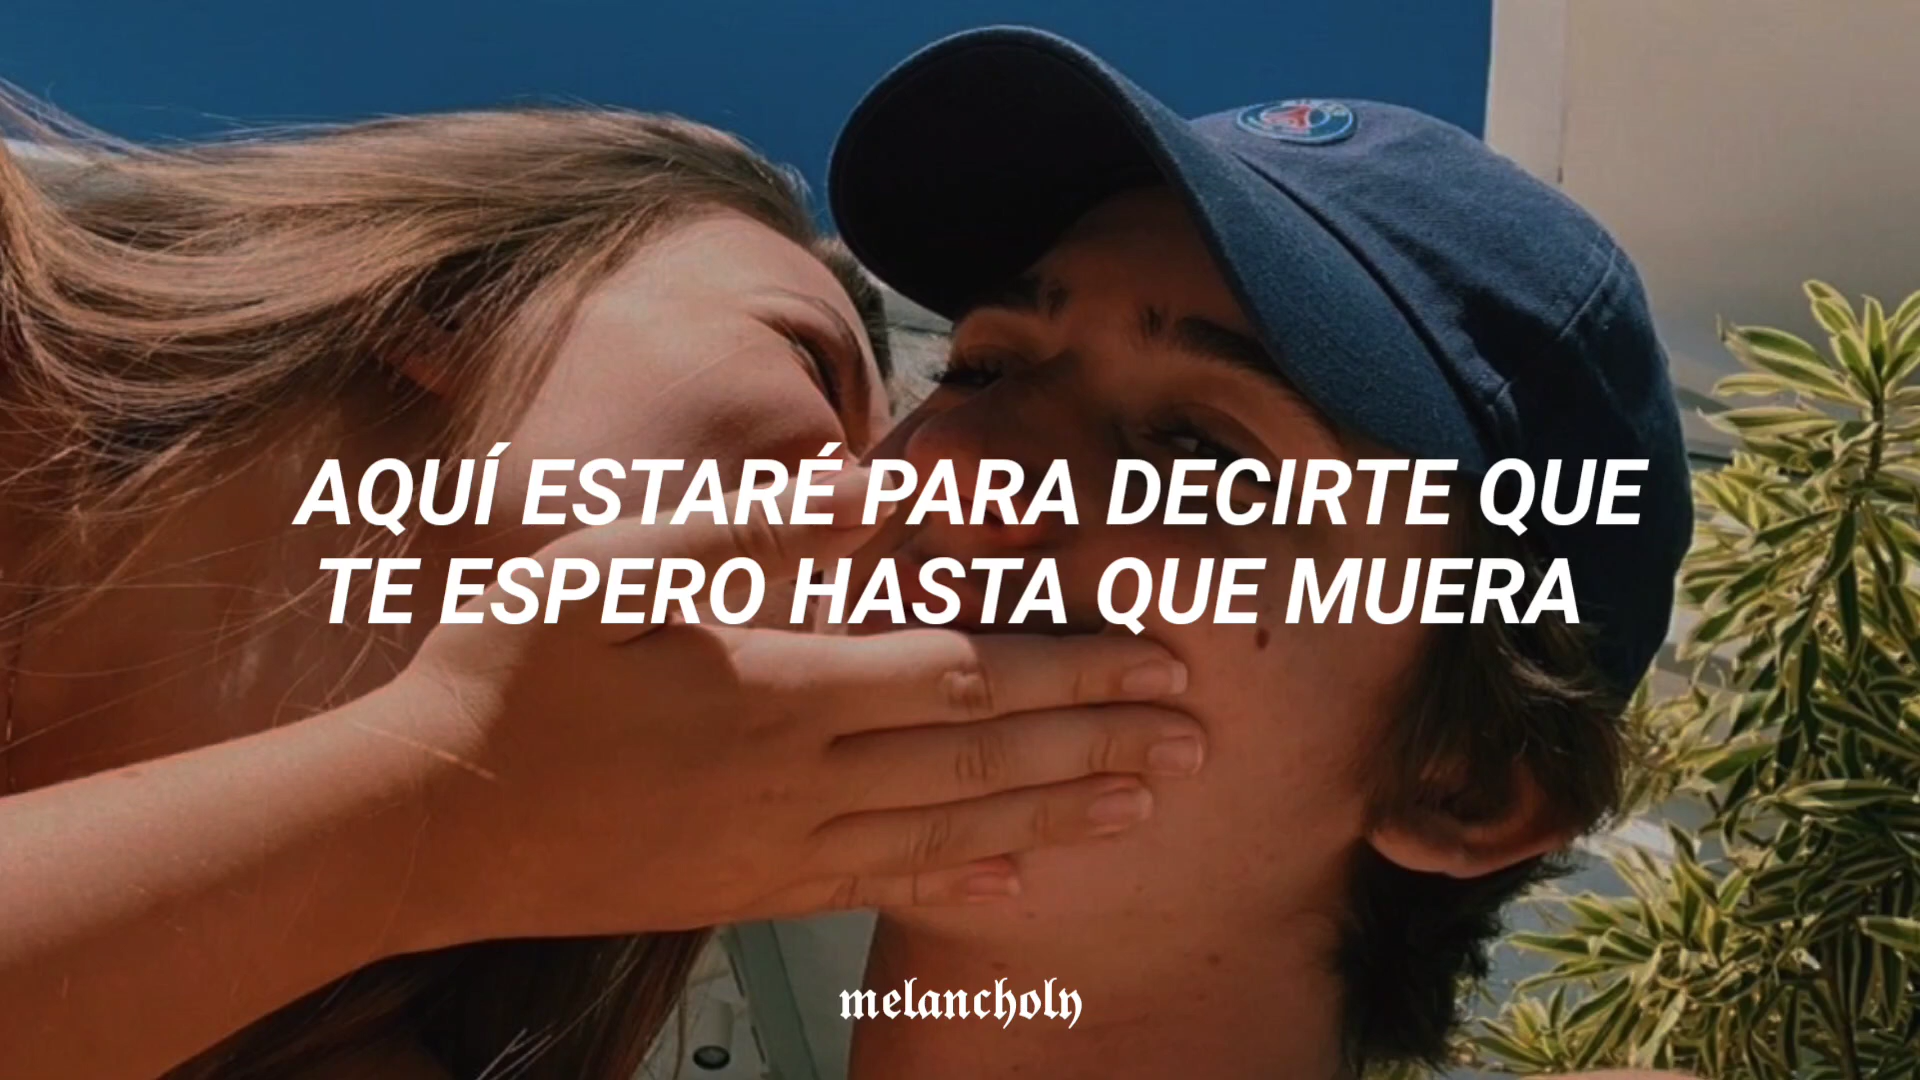 AQUÍ ESTARÉ PARA DECIRTE QUE
TE ESPERO HASTA QUE MUERA
melancholy